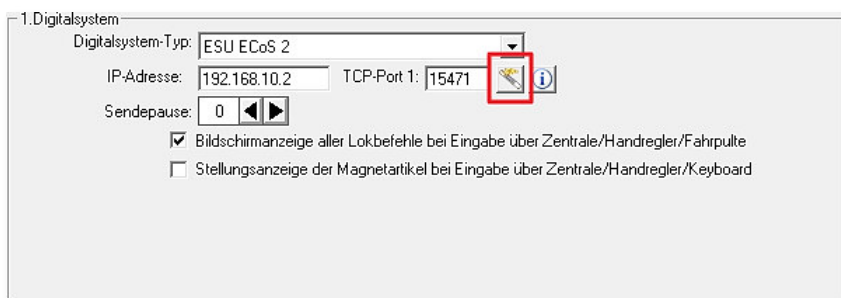 1.Digitalsystem
Digitalsystem-Typ: ESU ECoS 2
IP-Adresse: 192.168.10.2 TCP-Port 1: 15471
Sendepause: 0
Bildschirmanzeige aller Lokbefehle bei Eingabe über Zentrale/Handregler/Fahrpulte
Stellungsanzeige der Magnetartikel bei Eingabe über Zentrale/Handregler/Keyboard